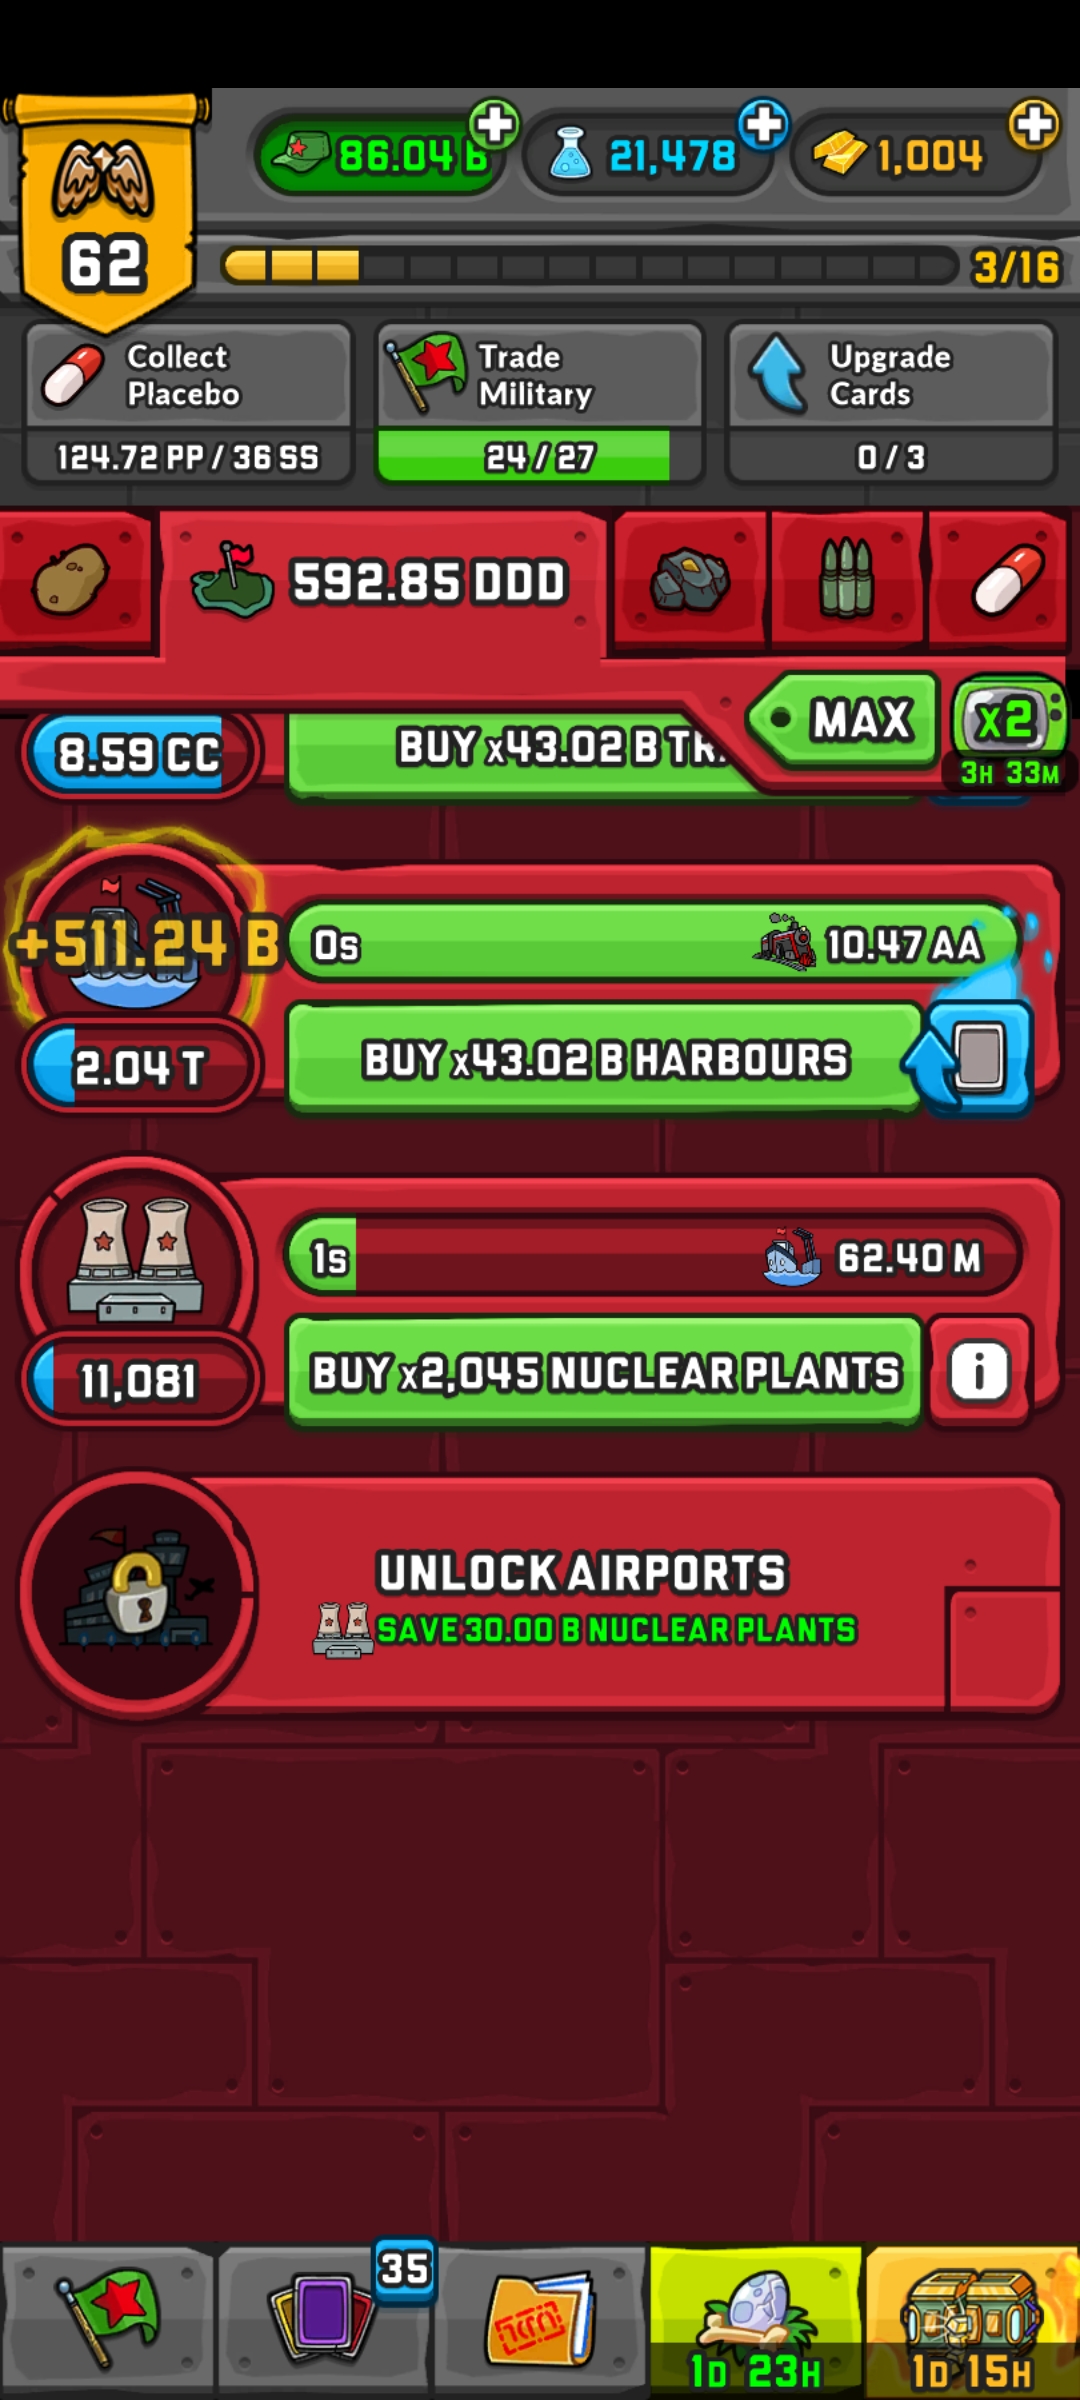 86.04 B
21,478
1,004
62
3/16
Collect
Placebo
124.72 PP / 36 SS
Trade
Military
24 / 27
Upgrade
Cards
0 / 3
592.85 DDD
MAX
x2
3H 33M
8.59 CC
BUY x43.02 B
+511.24 B
0s
10.47 AA
2.04 T
BUY x43.02 B HARBOURS
1s
62.40 M
11,081
BUY x2,045 NUCLEAR PLANTS
i
UNLOCK AIRPORTS
SAVE 30.00 B NUCLEAR PLANTS
35
1D 23H
1D 15H